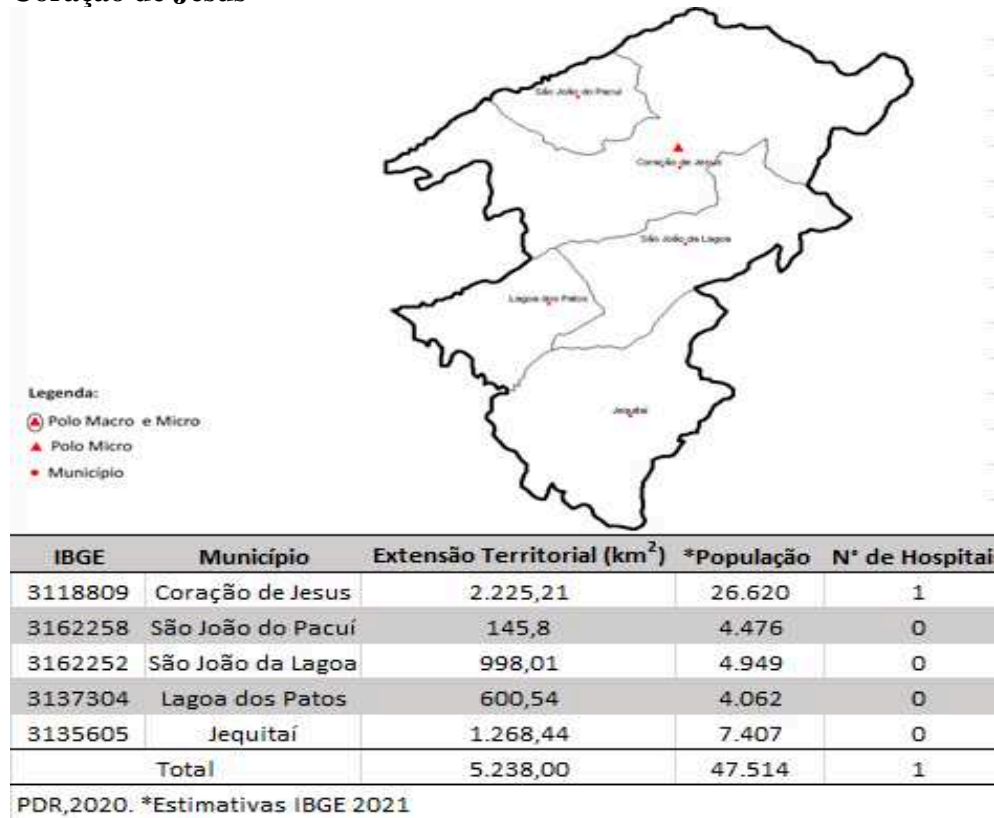 Coração de Jesus
São João do Pacuí
Coração de Jesus
São João da Lagoa
Lagoa dos Patos
Jequitaí
Legenda:
Polo Macro e Micro
Polo Micro
Município
IBGE Município Extensão Territorial (km²) *População N° de Hospitais
3118809 Coração de Jesus 2.225,21 26.620 1
3162258 São João do Pacuí 145,8 4.476 0
3162252 São João da Lagoa 998,01 4.949 0
3137304 Lagoa dos Patos 600,54 4.062 0
3135605 Jequitaí 1.268,44 7.407 0
Total 5.238,00 47.514 1
PDR,2020. *Estimativas IBGE 2021